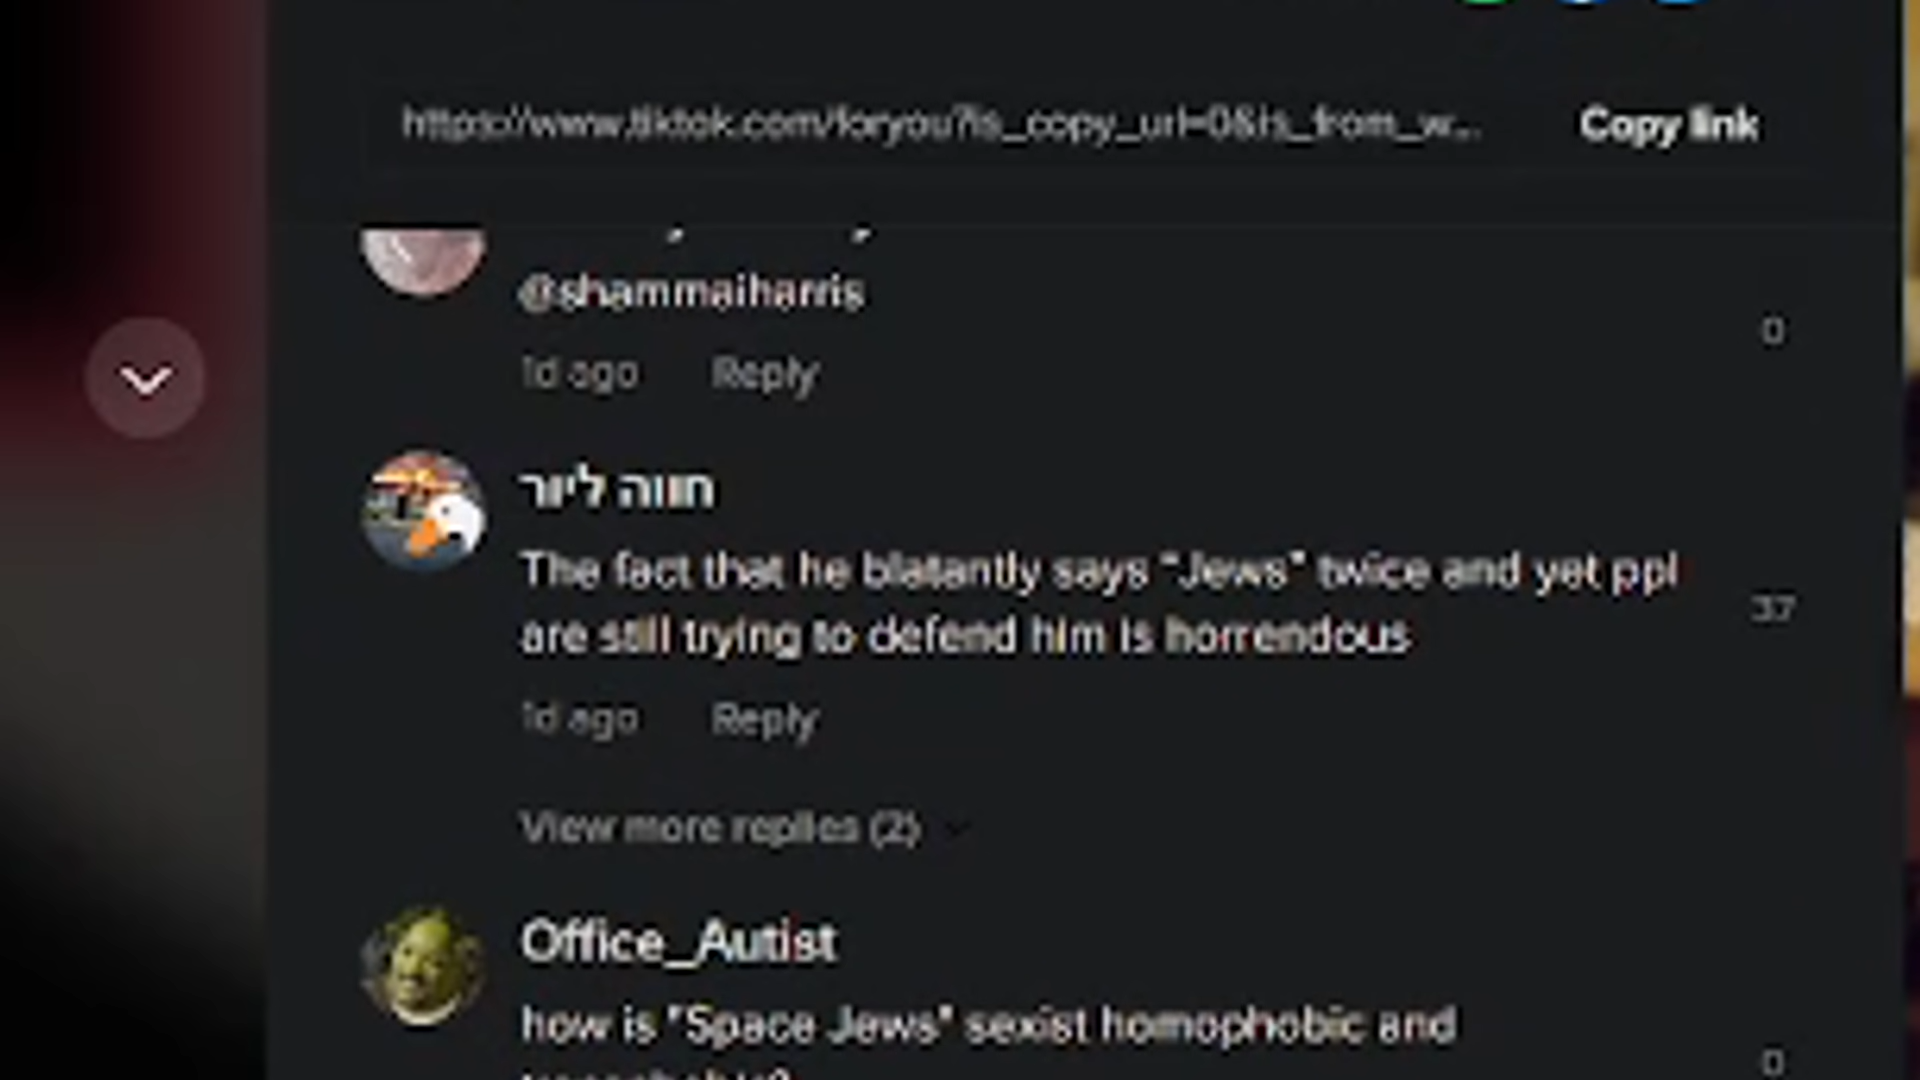 https://www.tiktok.com/foryou?is_copy_url=0&is_from_w... Copy link
@shammaiharris
0
1d ago Reply
חווה ליור
The fact that he blatantly says "Jews" twice and yet ppl
are still trying to defend him is horrendous
37
1d ago Reply
View more replies (2)
Office_Autist
how is "Space Jews" sexist homophobic and
0